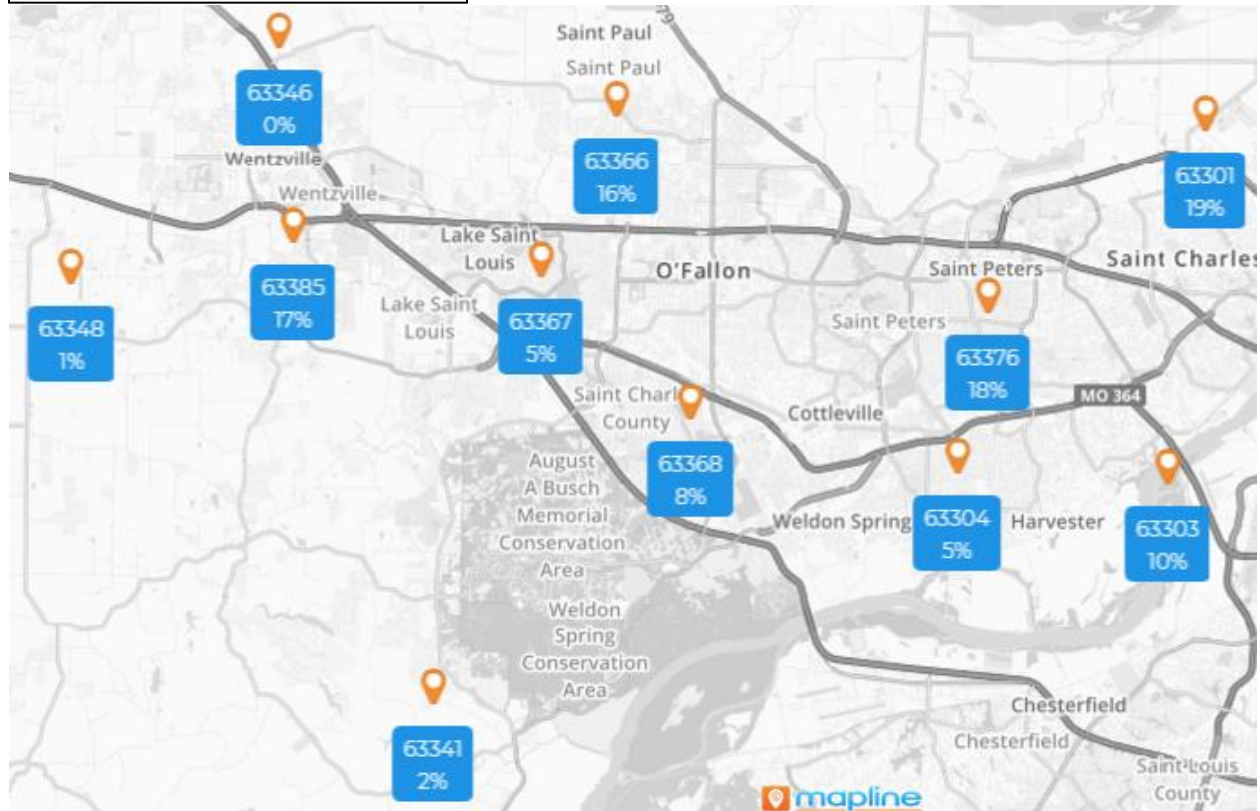 79
Saint Paul
Saint Paul
63346
0%
Wentzville
63366
16%
63301
19%
Wentzville
Lake Saint
Louis
O'Fallon
Saint Peters
Saint Charles
63348
1%
63385
17%
Lake Saint
Louis
63367
5%
Saint Peters
63376
18%
MO 364
Saint Charl
County
Cottleville
August
A Busch
Memorial
Conservation
Area
63368
8%
Weldon Spring
63304
5%
Harvester
63303
10%
Weldon
Spring
Conservation
Area
63341
2%
Chesterfield
Chesterfield
Saint Louis
County
mapline